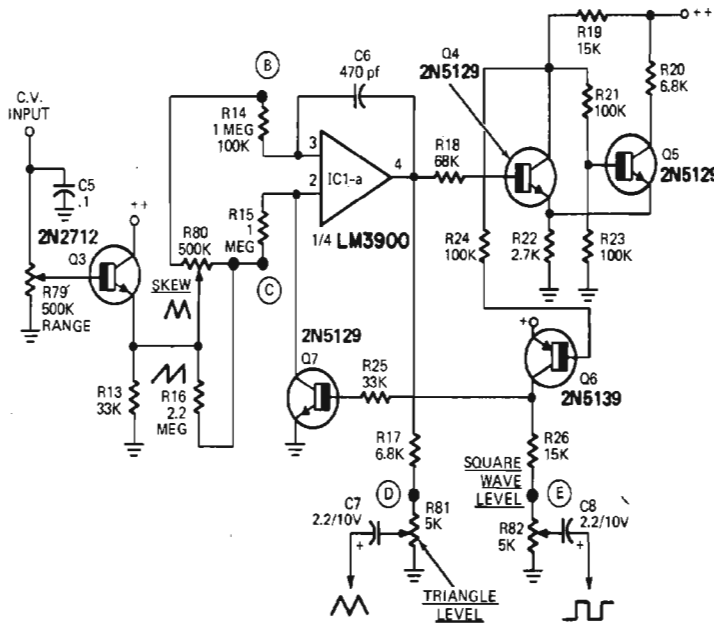 C.V.
INPUT
C5
.1
2N2712
++
Q3
R79
500K
RANGE
R13
33K
R16
2.2
MEG
B
R14
1 MEG
100K
R80
500K
SKEW
R15
1
MEG
C
C6
470 pf
3
2
4
IC1-a
1/4 LM3900
R18
68K
Q4
2N5129
R19
15K
++
R20
6.8K
R21
100K
Q5
2N5129
R24
100K
R22
2.7K
R23
100K
2N5129
Q7
R25
33K
+
Q6
2N5139
R17
6.8K
R26
15K
SQUARE
WAVE
LEVEL
D
E
C7
2.2/10V
+
R81
5K
R82
5K
C8
2.2/10V
+
TRIANGLE
LEVEL